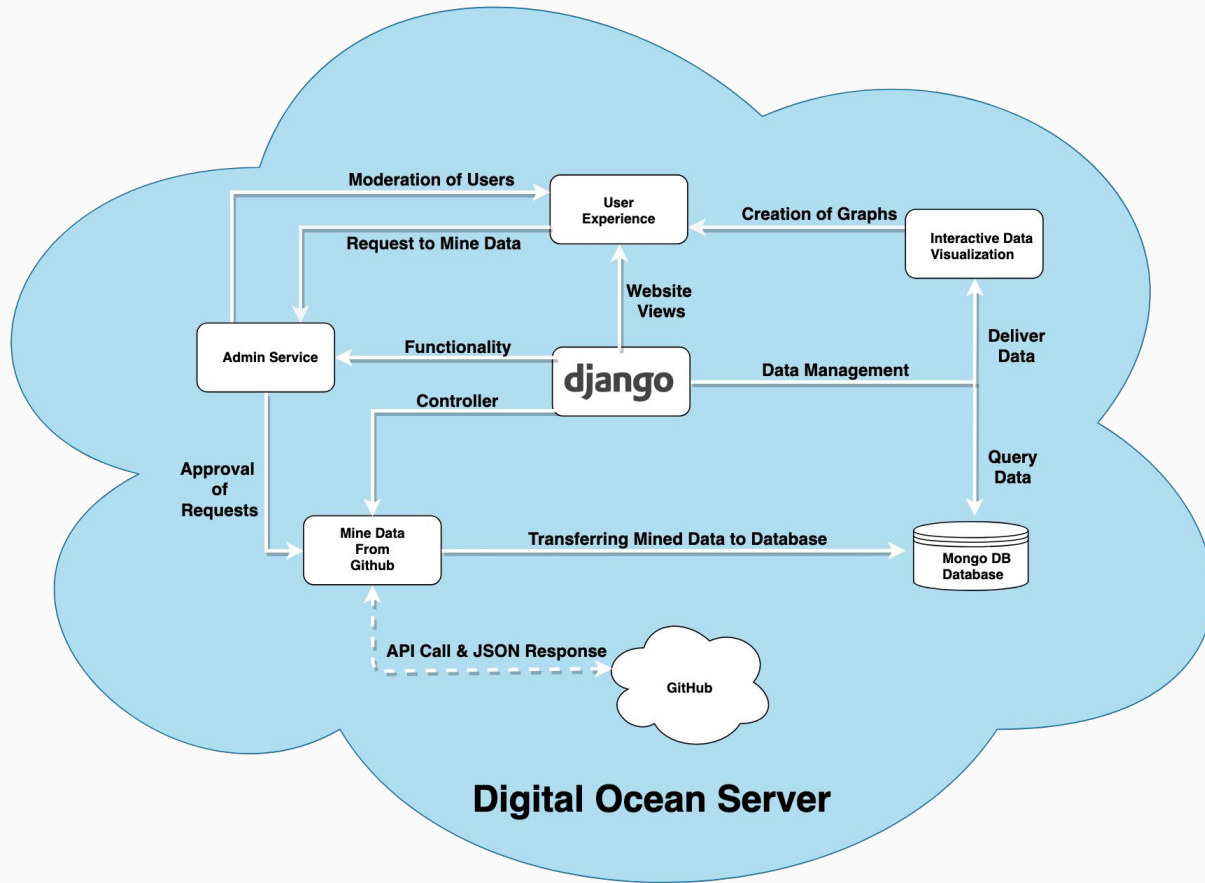 Moderation of Users
User
Experience
Creation of Graphs
Interactive Data
Visualization
Request to Mine Data
Website
Views
Admin Service
Functionality
django
Data Management
Deliver
Data
Controller
Approval
of
Requests
Query
Data
Mine Data
From
Github
Transferring Mined Data to Database
Mongo DB
Database
API Call & JSON Response
GitHub
Digital Ocean Server